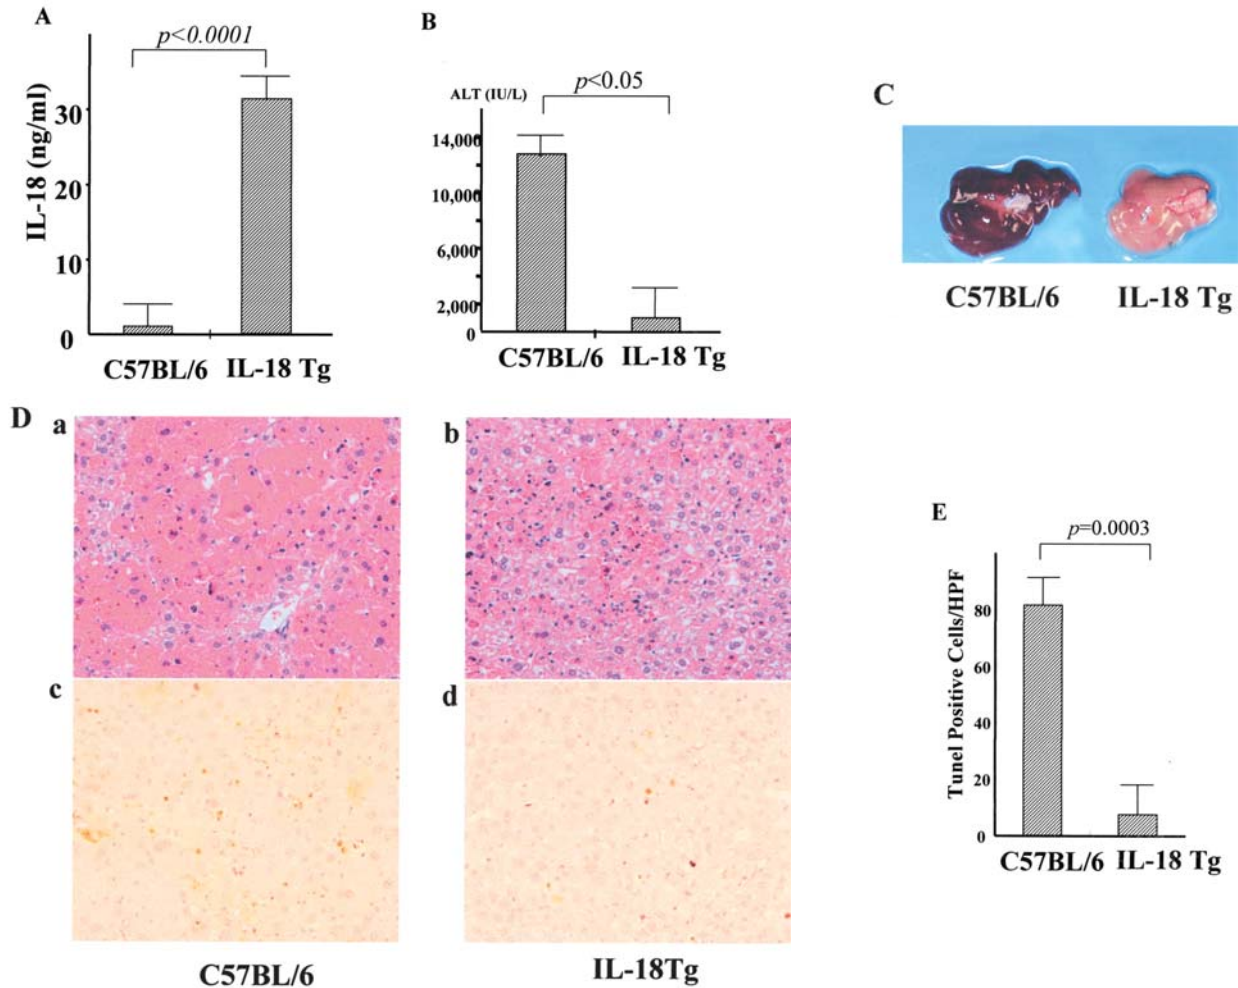 A
p<0.0001
IL-18 (ng/ml)
30
20
10
0
C57BL/6 IL-18 Tg
B
ALT (IU/L)
p<0.05
14,000
10,000
6,000
2,000
0
C57BL/6 IL-18 Tg
C
C57BL/6 IL-18 Tg
D
a
b
c
d
C57BL/6 IL-18Tg
E
p=0.0003
Tunel Positive Cells/HPF
80
60
40
20
0
C57BL/6 IL-18 Tg